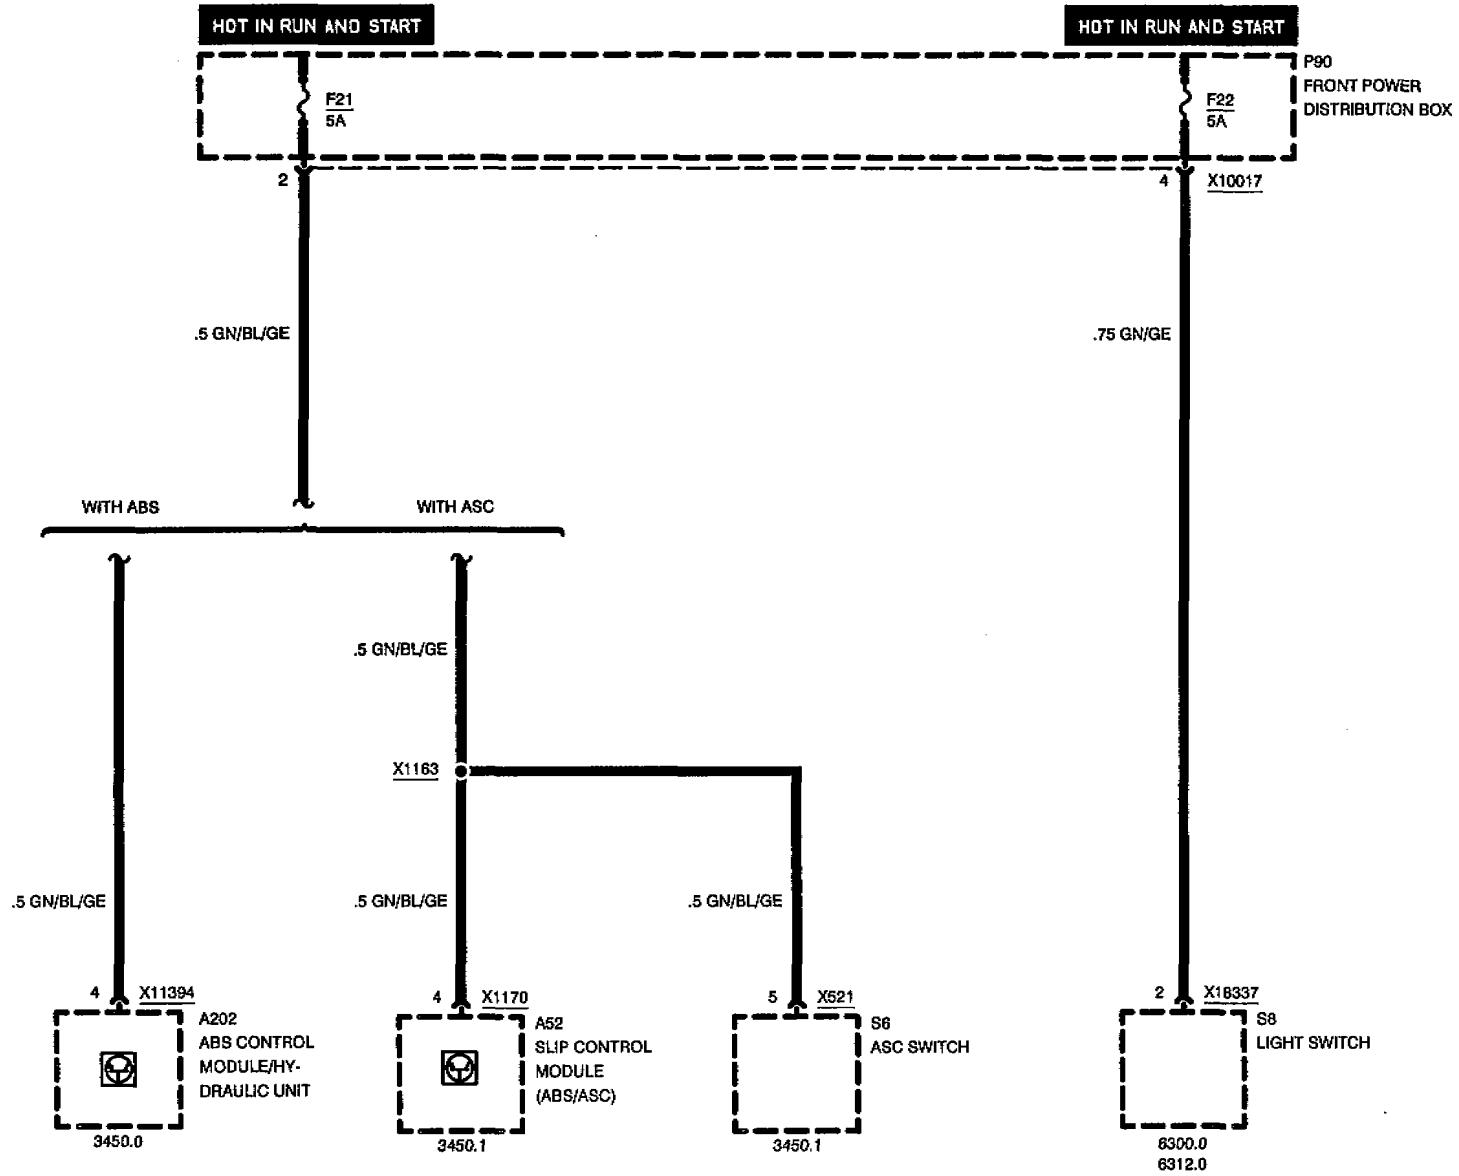 HOT IN RUN AND START
HOT IN RUN AND START
P90
FRONT POWER
DISTRIBUTION BOX
F21
5A
F22
5A
2
4
X10017
.5 GN/BL/GE
.75 GN/GE
WITH ABS
WITH ASC
.5 GN/BL/GE
X1163
.5 GN/BL/GE
.5 GN/BL/GE
.5 GN/BL/GE
4
X11394
4
X1170
5
X521
2
X18337
A202
ABS CONTROL
MODULE/HY-
DRAULIC UNIT
A52
SLIP CONTROL
MODULE
(ABS/ASC)
S6
ASC SWITCH
S8
LIGHT SWITCH
3450.0
3450.1
3450.1
6300.0
6312.0